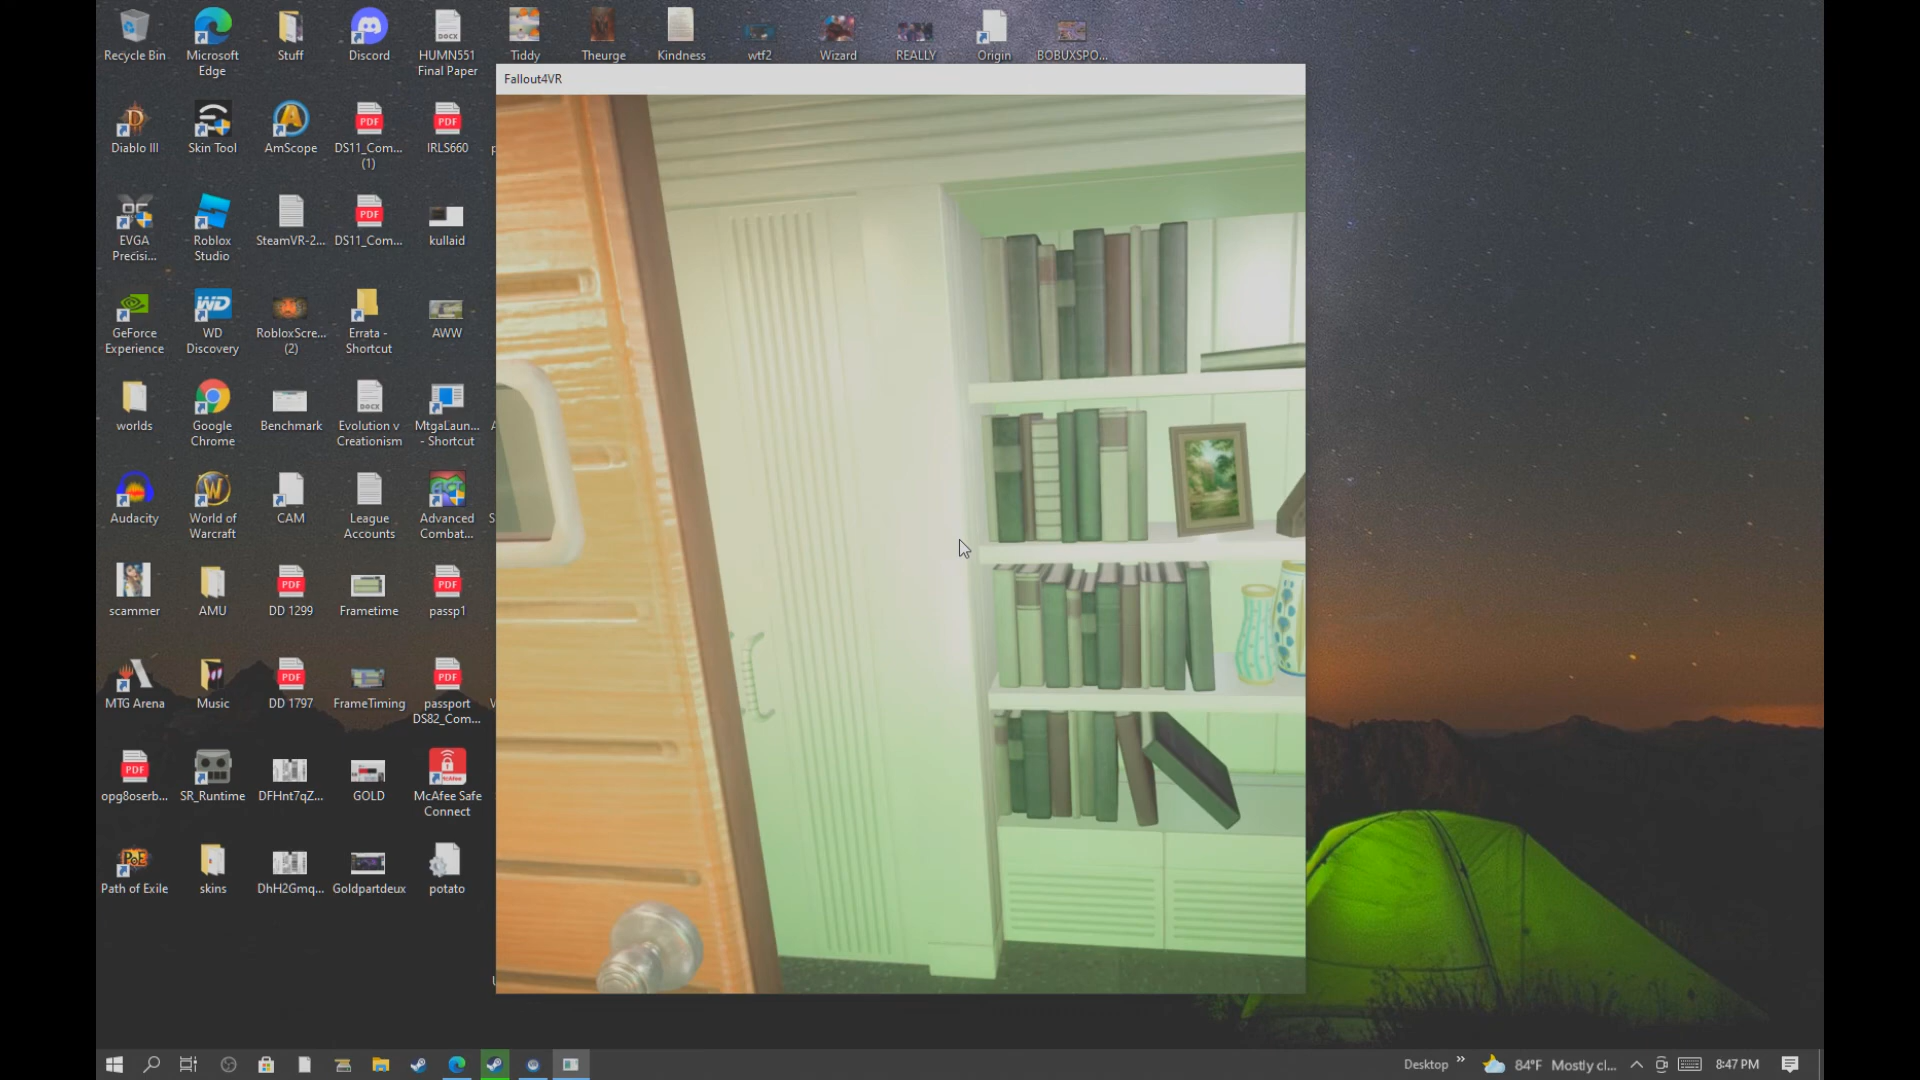 Recycle Bin
Microsoft
Edge
Stuff
Discord
HUMN551
Final Paper
Tiddy
Theurge
Kindness
wtf2
Wizard
REALLY
Origin
BOBUXSPO...
Fallout4VR
Diablo III
Skin Tool
AmScope
DS11_Com...
(1)
IRLS660
EVGA
Precisi...
Roblox
Studio
SteamVR-2...
DS11_Com...
kullaid
GeForce
Experience
WD
Discovery
RobloxScre...
(2)
Errata -
Shortcut
AWW
worlds
Google
Chrome
Benchmark
Evolution v
Creationism
MtgaLaun...
- Shortcut
Audacity
World of
Warcraft
CAM
League
Accounts
Advanced
Combat...
scammer
AMU
DD 1299
Frametime
passp1
MTG Arena
Music
DD 1797
FrameTiming
passport
DS82_Com...
opg8oserb...
SR_Runtime
DFHnt7qZ...
GOLD
McAfee Safe
Connect
Path of Exile
skins
DhH2Gmq...
Goldpartdeux
potato
Desktop
84°F Mostly cl...
8:47 PM